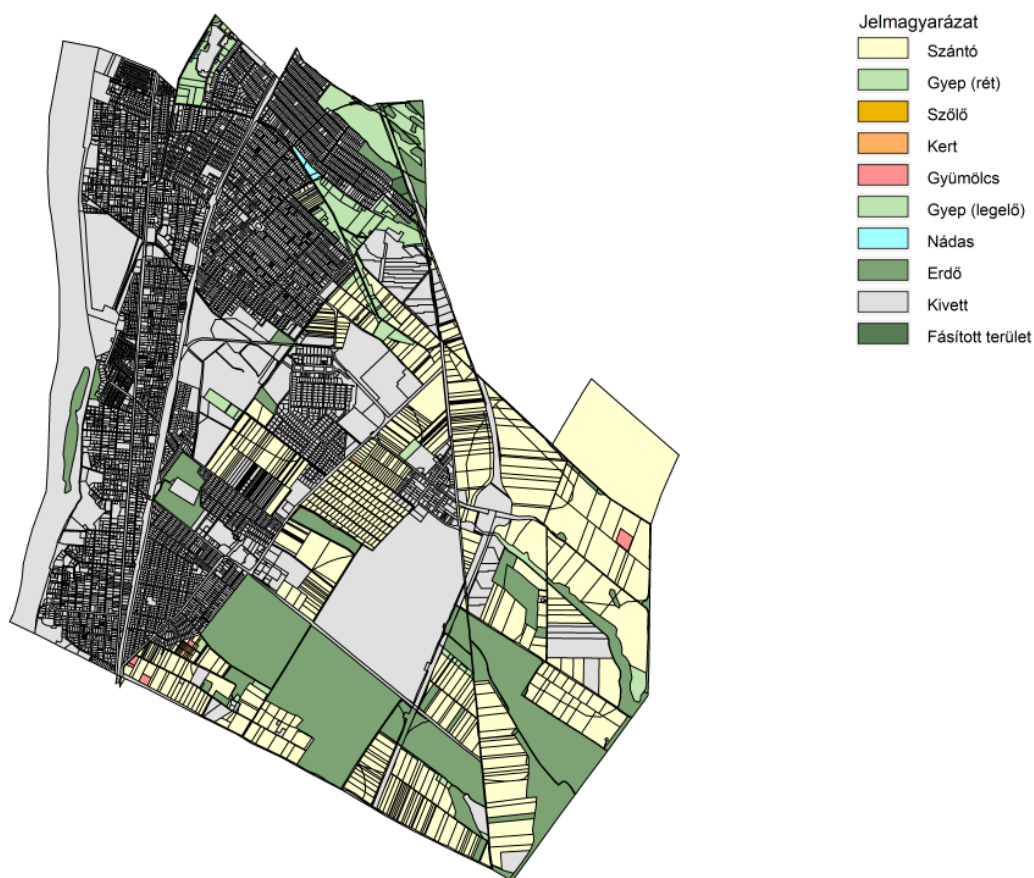 Jelmagyarázat
Szántó
Gyep (rét)
Szőlő
Kert
Gyümölcs
Gyep (legelő)
Nádas
Erdő
Kivett
Fásított terület